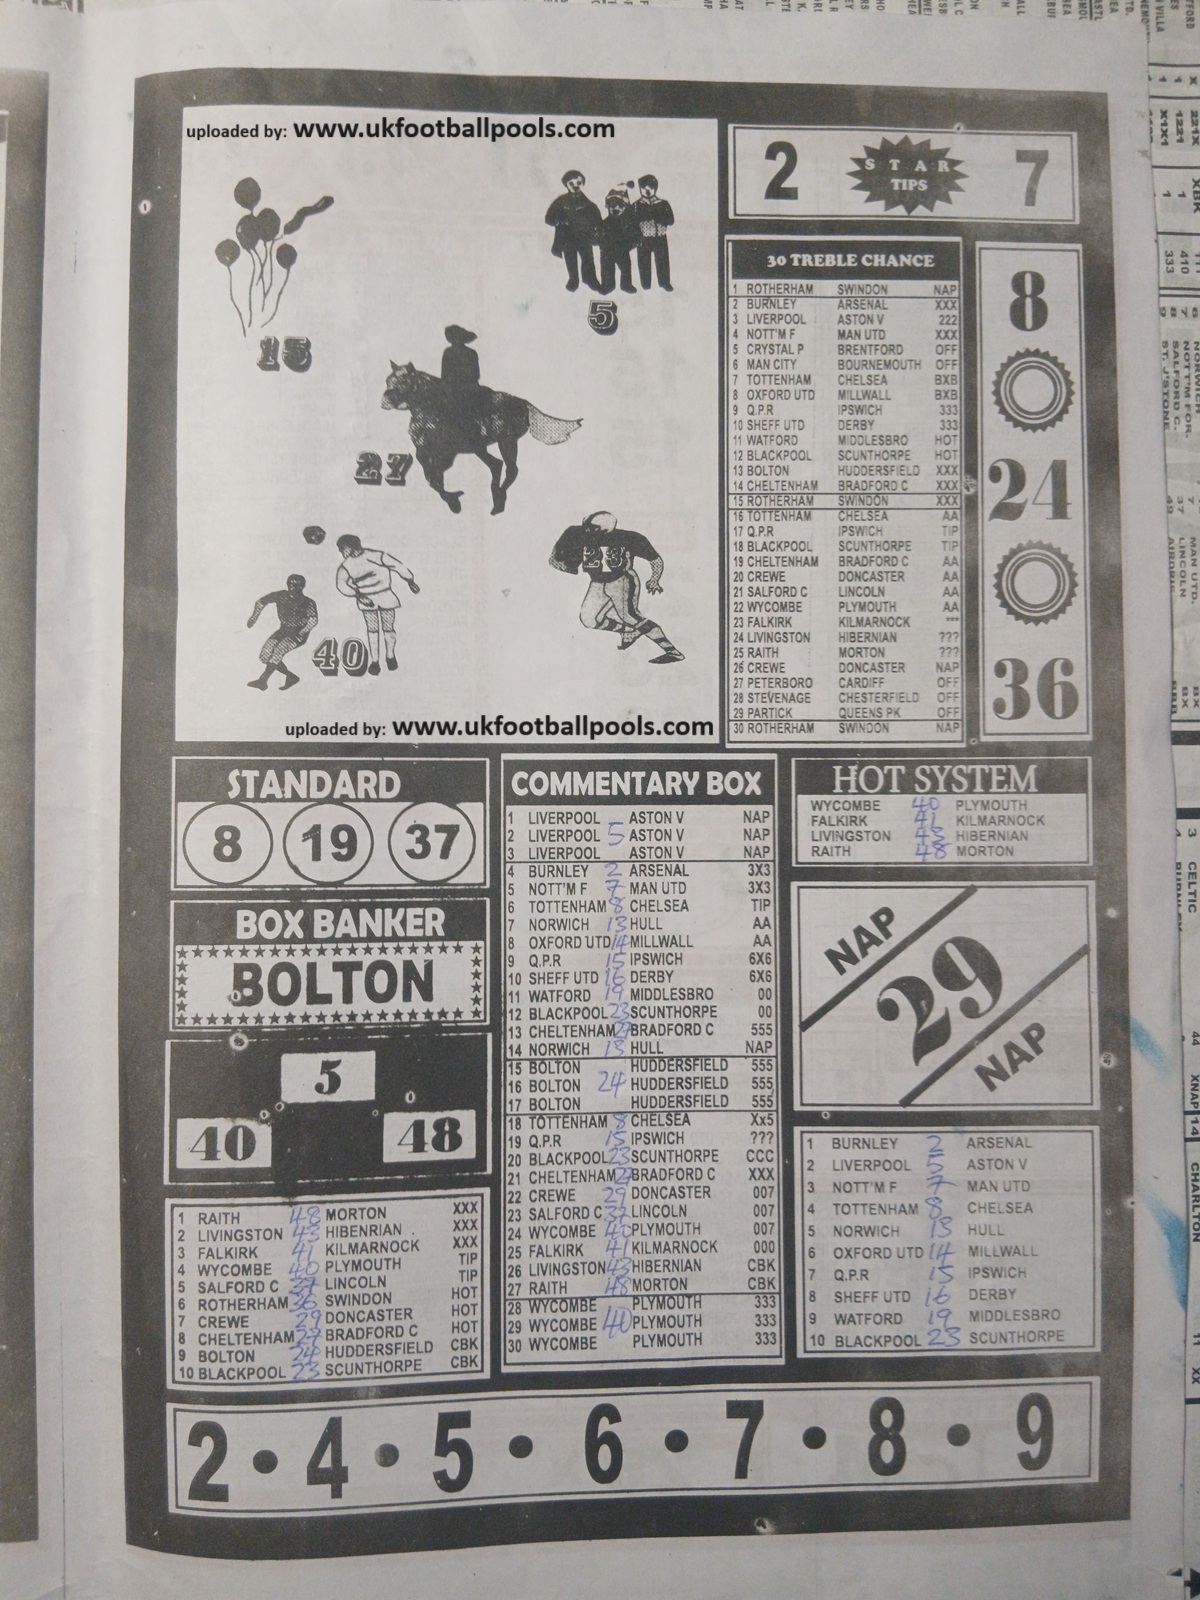 uploaded by: www.ukfootballpools.com
15
5
27
40
23
uploaded by: www.ukfootballpools.com
2 STAR TIPS 7
30 TREBLE CHANCE
1 ROTHERHAM SWINDON NAP
2 BURNLEY ARSENAL XXX
3 LIVERPOOL ASTON V 222
4 NOTT'M F MAN UTD XXX
5 CRYSTAL P BRENTFORD OFF
6 MAN CITY BOURNEMOUTH OFF
7 TOTTENHAM CHELSEA BXB
8 OXFORD UTD MILLWALL BXB
9 Q.P.R IPSWICH 333
10 SHEFF UTD DERBY 333
11 WATFORD MIDDLESBRO HOT
12 BLACKPOOL SCUNTHORPE HOT
13 BOLTON HUDDERSFIELD XXX
14 CHELTENHAM BRADFORD C XXX
15 ROTHERHAM SWINDON XXX
16 TOTTENHAM CHELSEA AA
17 Q.P.R IPSWICH TIP
18 BLACKPOOL SCUNTHORPE TIP
19 CHELTENHAM BRADFORD C AA
20 CREWE DONCASTER AA
21 SALFORD C LINCOLN AA
22 WYCOMBE PLYMOUTH AA
23 FALKIRK KILMARNOCK ***
24 LIVINGSTON HIBERNIAN ???
25 RAITH MORTON ???
26 CREWE DONCASTER NAP
27 PETERBORO CARDIFF OFF
28 STEVENAGE CHESTERFIELD OFF
29 PARTICK QUEENS PK OFF
30 ROTHERHAM SWINDON NAP
8
24
36
STANDARD
8 19 37
BOX BANKER
BOLTON
5
40 48
1 RAITH 48 MORTON XXX
2 LIVINGSTON 43 HIBENRIAN XXX
3 FALKIRK 41 KILMARNOCK XXX
4 WYCOMBE 40 PLYMOUTH TIP
5 SALFORD C 37 LINCOLN TIP
6 ROTHERHAM 36 SWINDON HOT
7 CREWE 29 DONCASTER HOT
8 CHELTENHAM 27 BRADFORD C HOT
9 BOLTON 24 HUDDERSFIELD CBK
10 BLACKPOOL 23 SCUNTHORPE CBK
COMMENTARY BOX
1 LIVERPOOL ASTON V NAP
2 LIVERPOOL 5 ASTON V NAP
3 LIVERPOOL ASTON V NAP
4 BURNLEY 2 ARSENAL 3X3
5 NOTT'M F 7 MAN UTD 3X3
6 TOTTENHAM 8 CHELSEA TIP
7 NORWICH 13 HULL AA
8 OXFORD UTD 14 MILLWALL AA
9 Q.P.R 15 IPSWICH 6X6
10 SHEFF UTD 16 DERBY 6X6
11 WATFORD 19 MIDDLESBRO 00
12 BLACKPOOL 23 SCUNTHORPE 00
13 CHELTENHAM 27 BRADFORD C 555
14 NORWICH 13 HULL NAP
15 BOLTON HUDDERSFIELD 555
16 BOLTON 24 HUDDERSFIELD 555
17 BOLTON HUDDERSFIELD 555
18 TOTTENHAM 8 CHELSEA Xx5
19 Q.P.R 15 IPSWICH ???
20 BLACKPOOL 23 SCUNTHORPE CCC
21 CHELTENHAM 27 BRADFORD C XXX
22 CREWE 29 DONCASTER 007
23 SALFORD C 37 LINCOLN 007
24 WYCOMBE 40 PLYMOUTH 007
25 FALKIRK 41 KILMARNOCK 000
26 LIVINGSTON 43 HIBERNIAN CBK
27 RAITH 48 MORTON CBK
28 WYCOMBE PLYMOUTH 333
29 WYCOMBE 40 PLYMOUTH 333
30 WYCOMBE PLYMOUTH 333
HOT SYSTEM
WYCOMBE 40 PLYMOUTH
FALKIRK 41 KILMARNOCK
LIVINGSTON 43 HIBERNIAN
RAITH 48 MORTON
NAP
29
NAP
1 BURNLEY 2 ARSENAL
2 LIVERPOOL 5 ASTON V
3 NOTT'M F 7 MAN UTD
4 TOTTENHAM 8 CHELSEA
5 NORWICH 13 HULL
6 OXFORD UTD 14 MILLWALL
7 Q.P.R 15 IPSWICH
8 SHEFF UTD 16 DERBY
9 WATFORD 19 MIDDLESBRO
10 BLACKPOOL 23 SCUNTHORPE
2 • 4 • 5 • 6 • 7 • 8 • 9